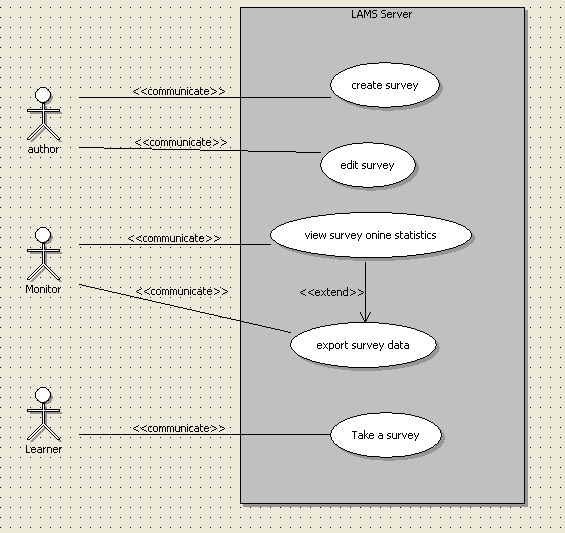 LAMS Server
<<communicate>>
create survey
author
<<communicate>>
edit survey
<<communicate>>
view survey onine statistics
Monitor
<<communicate>>
<<extend>>
export survey data
<<communicate>>
Take a survey
Learner